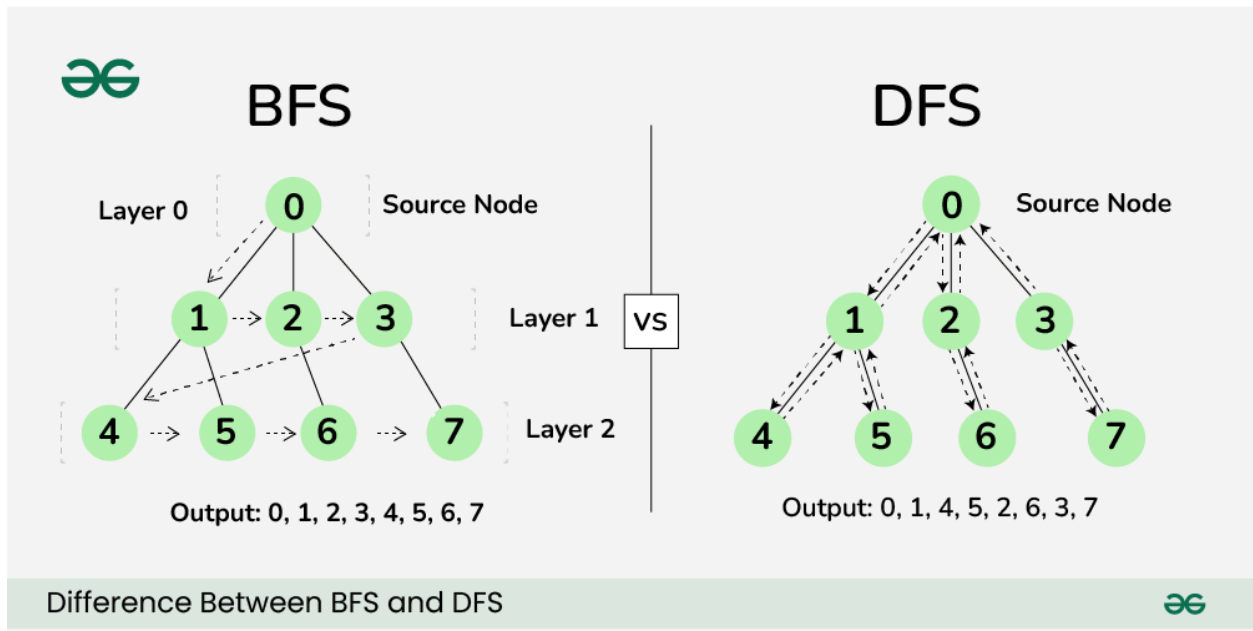 BFS
Layer 0
0
Source Node
1
2
3
Layer 1
4
5
6
7
Layer 2
Output: 0, 1, 2, 3, 4, 5, 6, 7
VS
DFS
0
Source Node
1
2
3
4
5
6
7
Output: 0, 1, 4, 5, 2, 6, 3, 7
Difference Between BFS and DFS